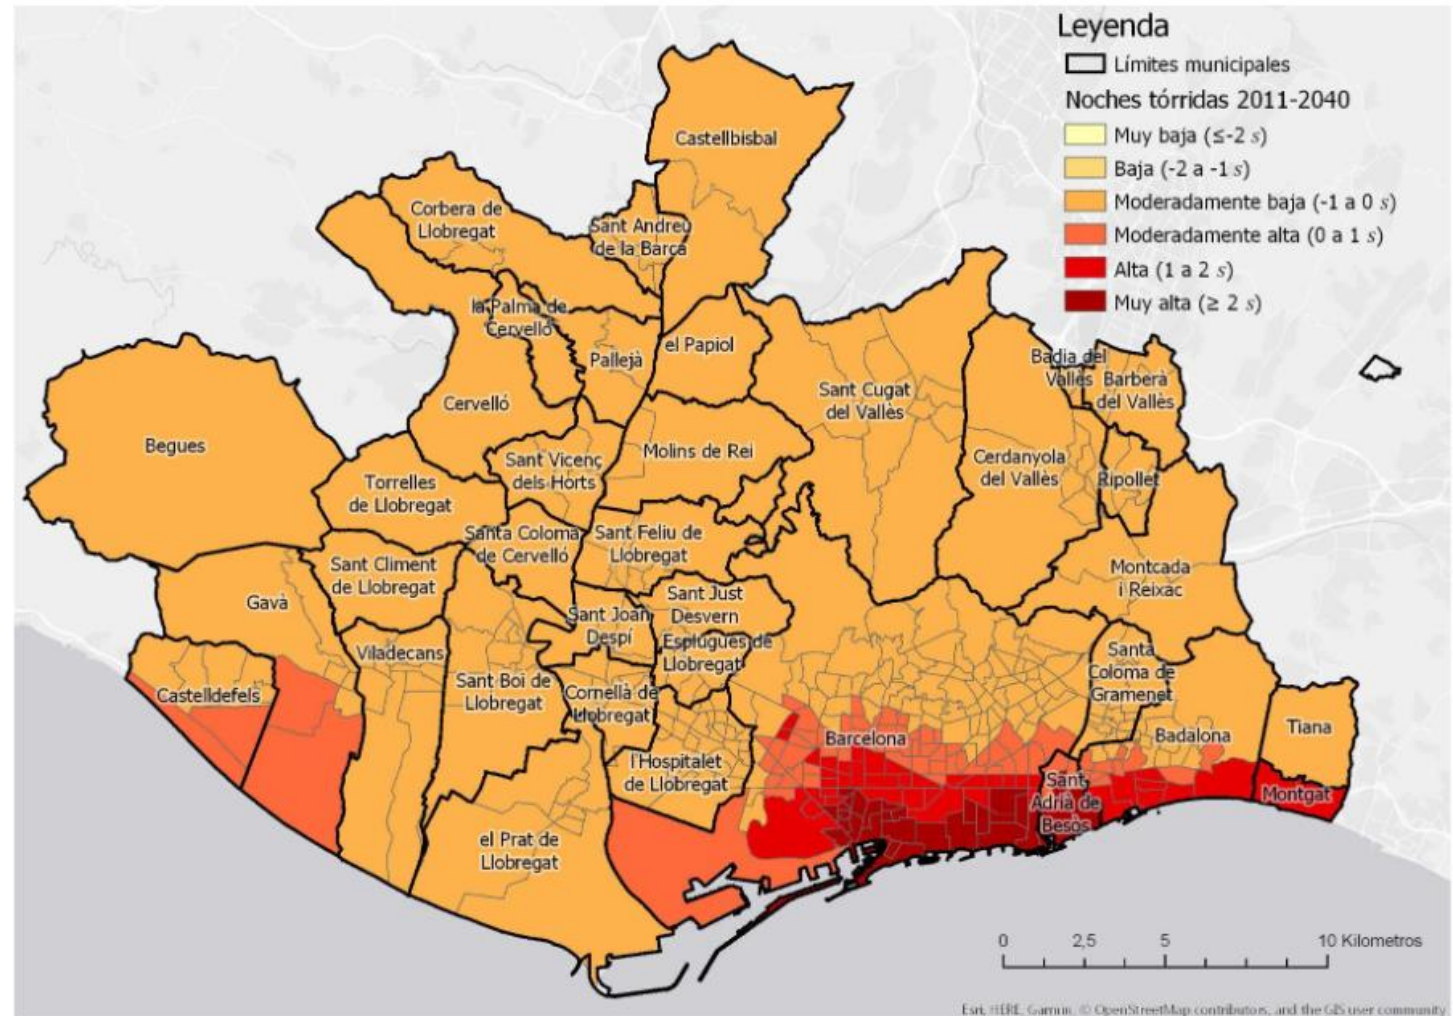 Leyenda
Límites municipales
Noches tórridas 2011-2040
Muy baja (≤-2 s)
Baja (-2 a -1 s)
Moderadamente baja (-1 a 0 s)
Moderadamente alta (0 a 1 s)
Alta (1 a 2 s)
Muy alta (≥ 2 s)
Castellbisbal
Corbera de
Llobregat
Sant Andreu
de la Barca
la Palma de
Cervelló
Pallejà
el Papiol
Badia del
Vallès
Barberà
del Vallès
Sant Cugat
del Vallès
Cervelló
Begues
Molins de Rei
Sant Vicenç
dels Horts
Cerdanyola
del Vallès
Ripollet
Torrelles
de Llobregat
Santa Coloma
de Cervelló
Sant Feliu de
Llobregat
Sant Climent
de Llobregat
Montcada
i Reixac
Gavà
Sant Just
Desvern
Sant Joan
Despí
Viladecans
Esplugues de
Llobregat
Santa
Coloma de
Gramenet
Castelldefels
Sant Boi de
Llobregat
Cornellà de
Llobregat
Barcelona
Badalona
Tiana
l'Hospitalet
de Llobregat
Sant
Adrià de
Besòs
Montgat
el Prat de
Llobregat
0 2,5 5 10 Kilometros
Esri, HERE, Garmin, © OpenStreetMap contributors, and the GIS user community